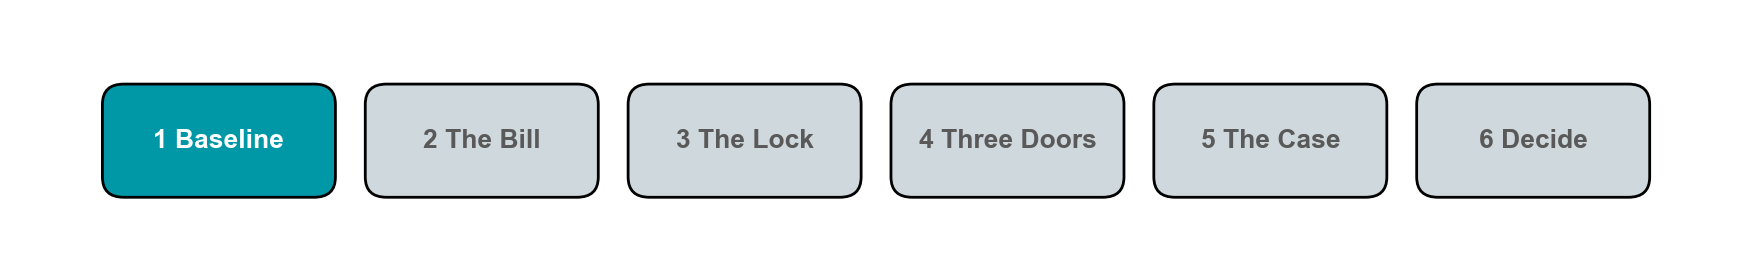 1 Baseline
2 The Bill
3 The Lock
4 Three Doors
5 The Case
6 Decide